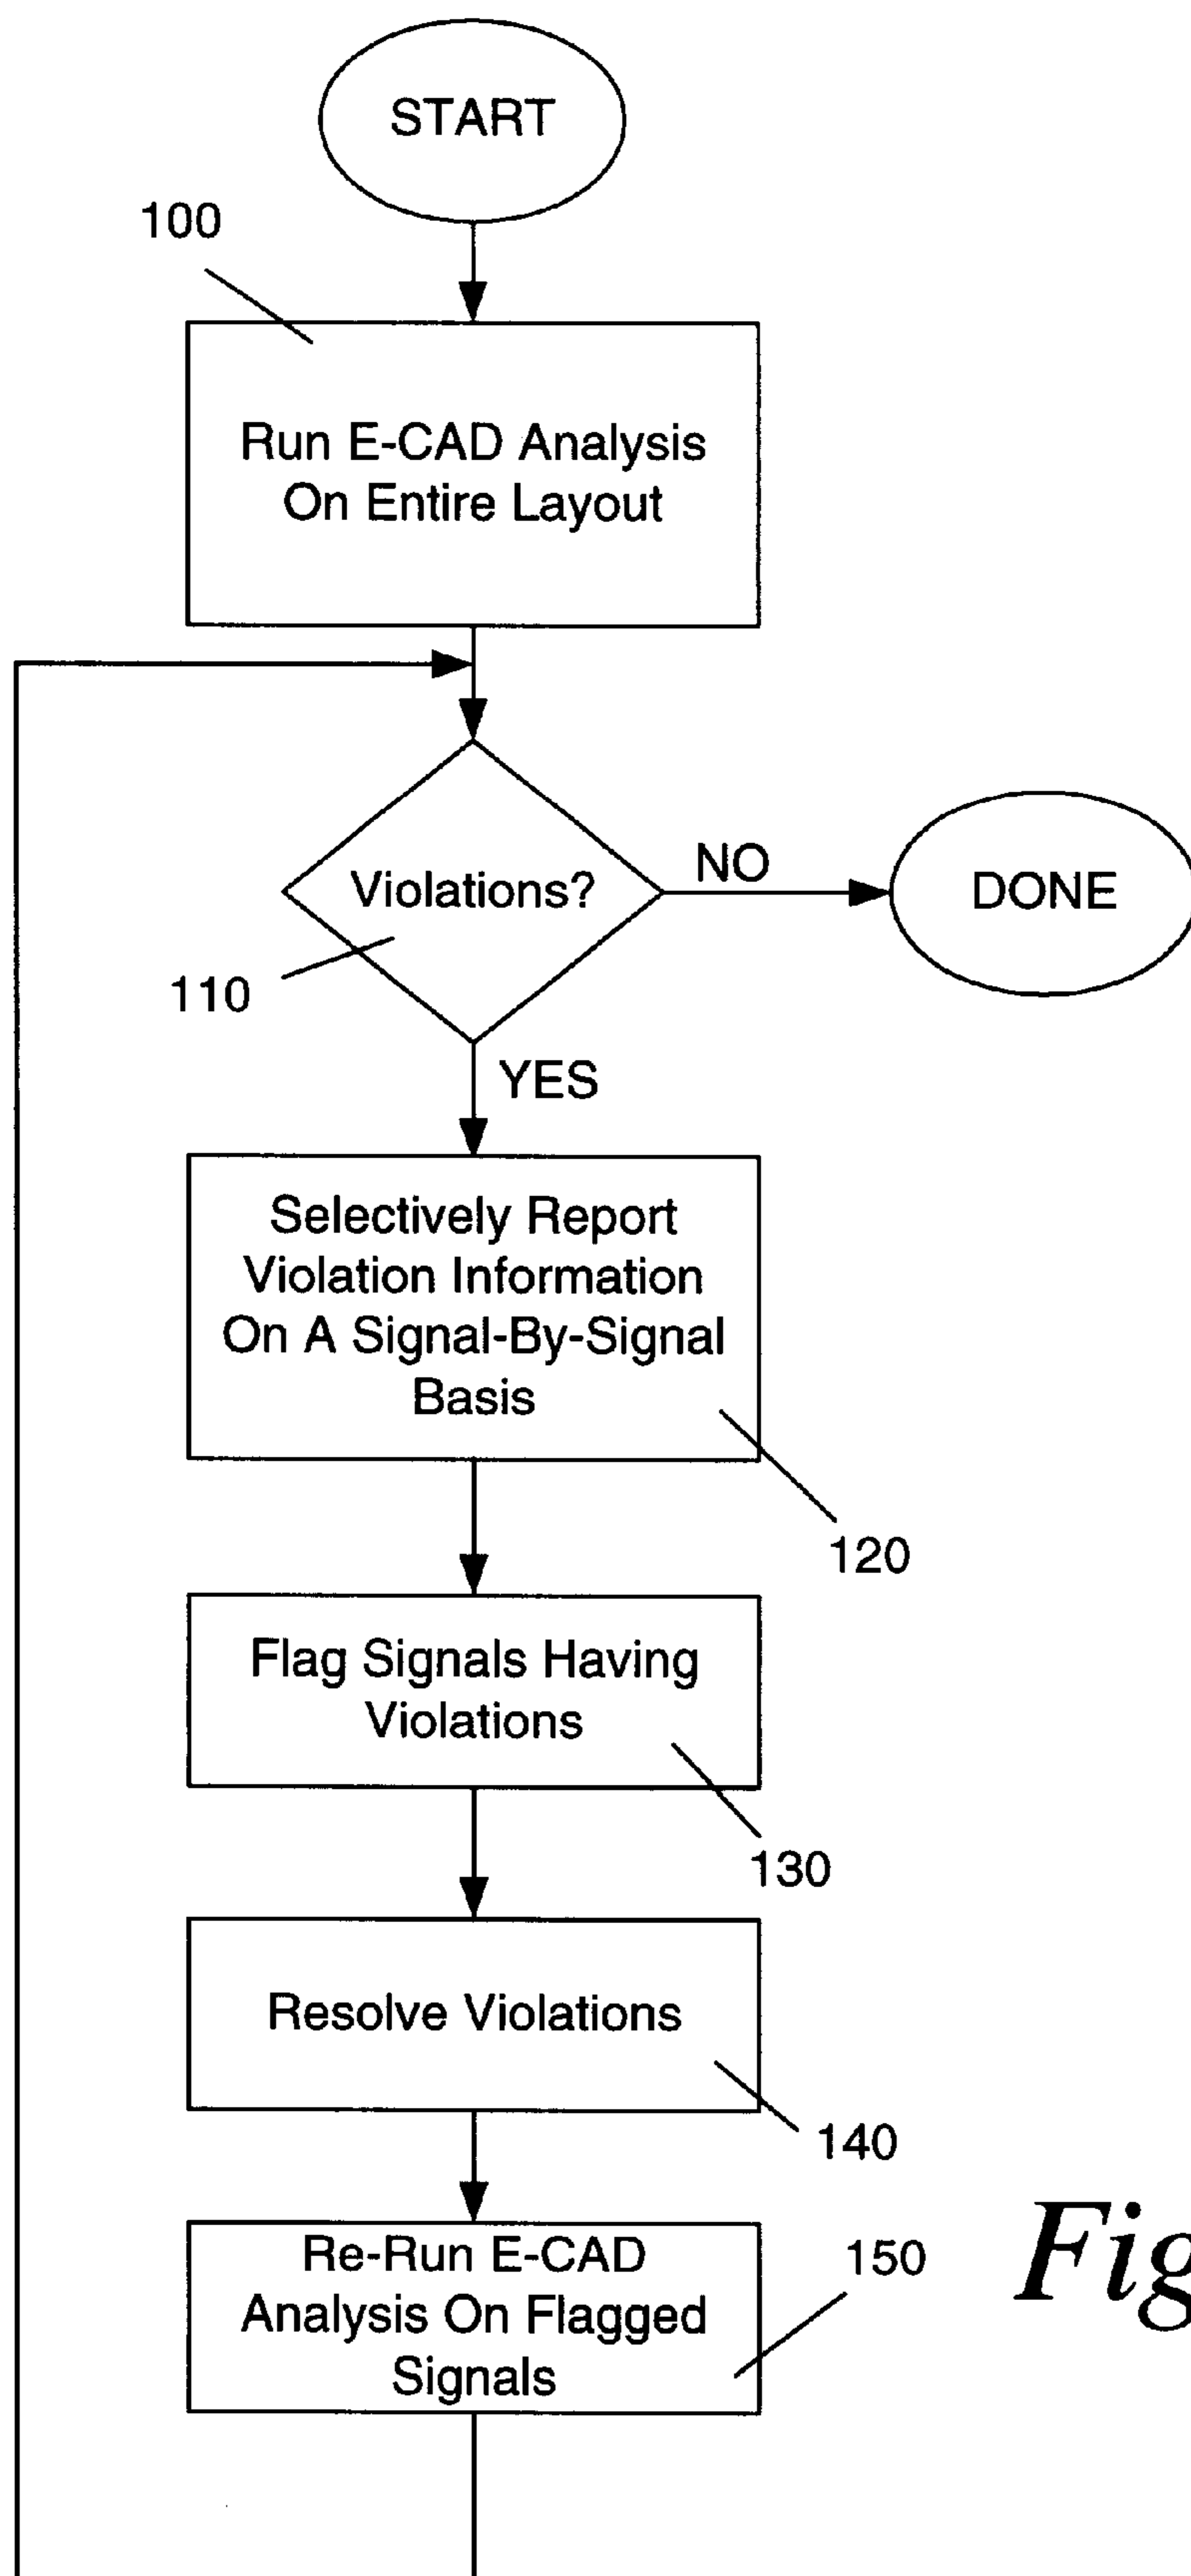 START
100
Run E-CAD Analysis
On Entire Layout
Violations?
NO
DONE
110
YES
Selectively Report
Violation Information
On A Signal-By-Signal
Basis
120
Flag Signals Having
Violations
130
Resolve Violations
140
Re-Run E-CAD
Analysis On Flagged
Signals
150
Fig